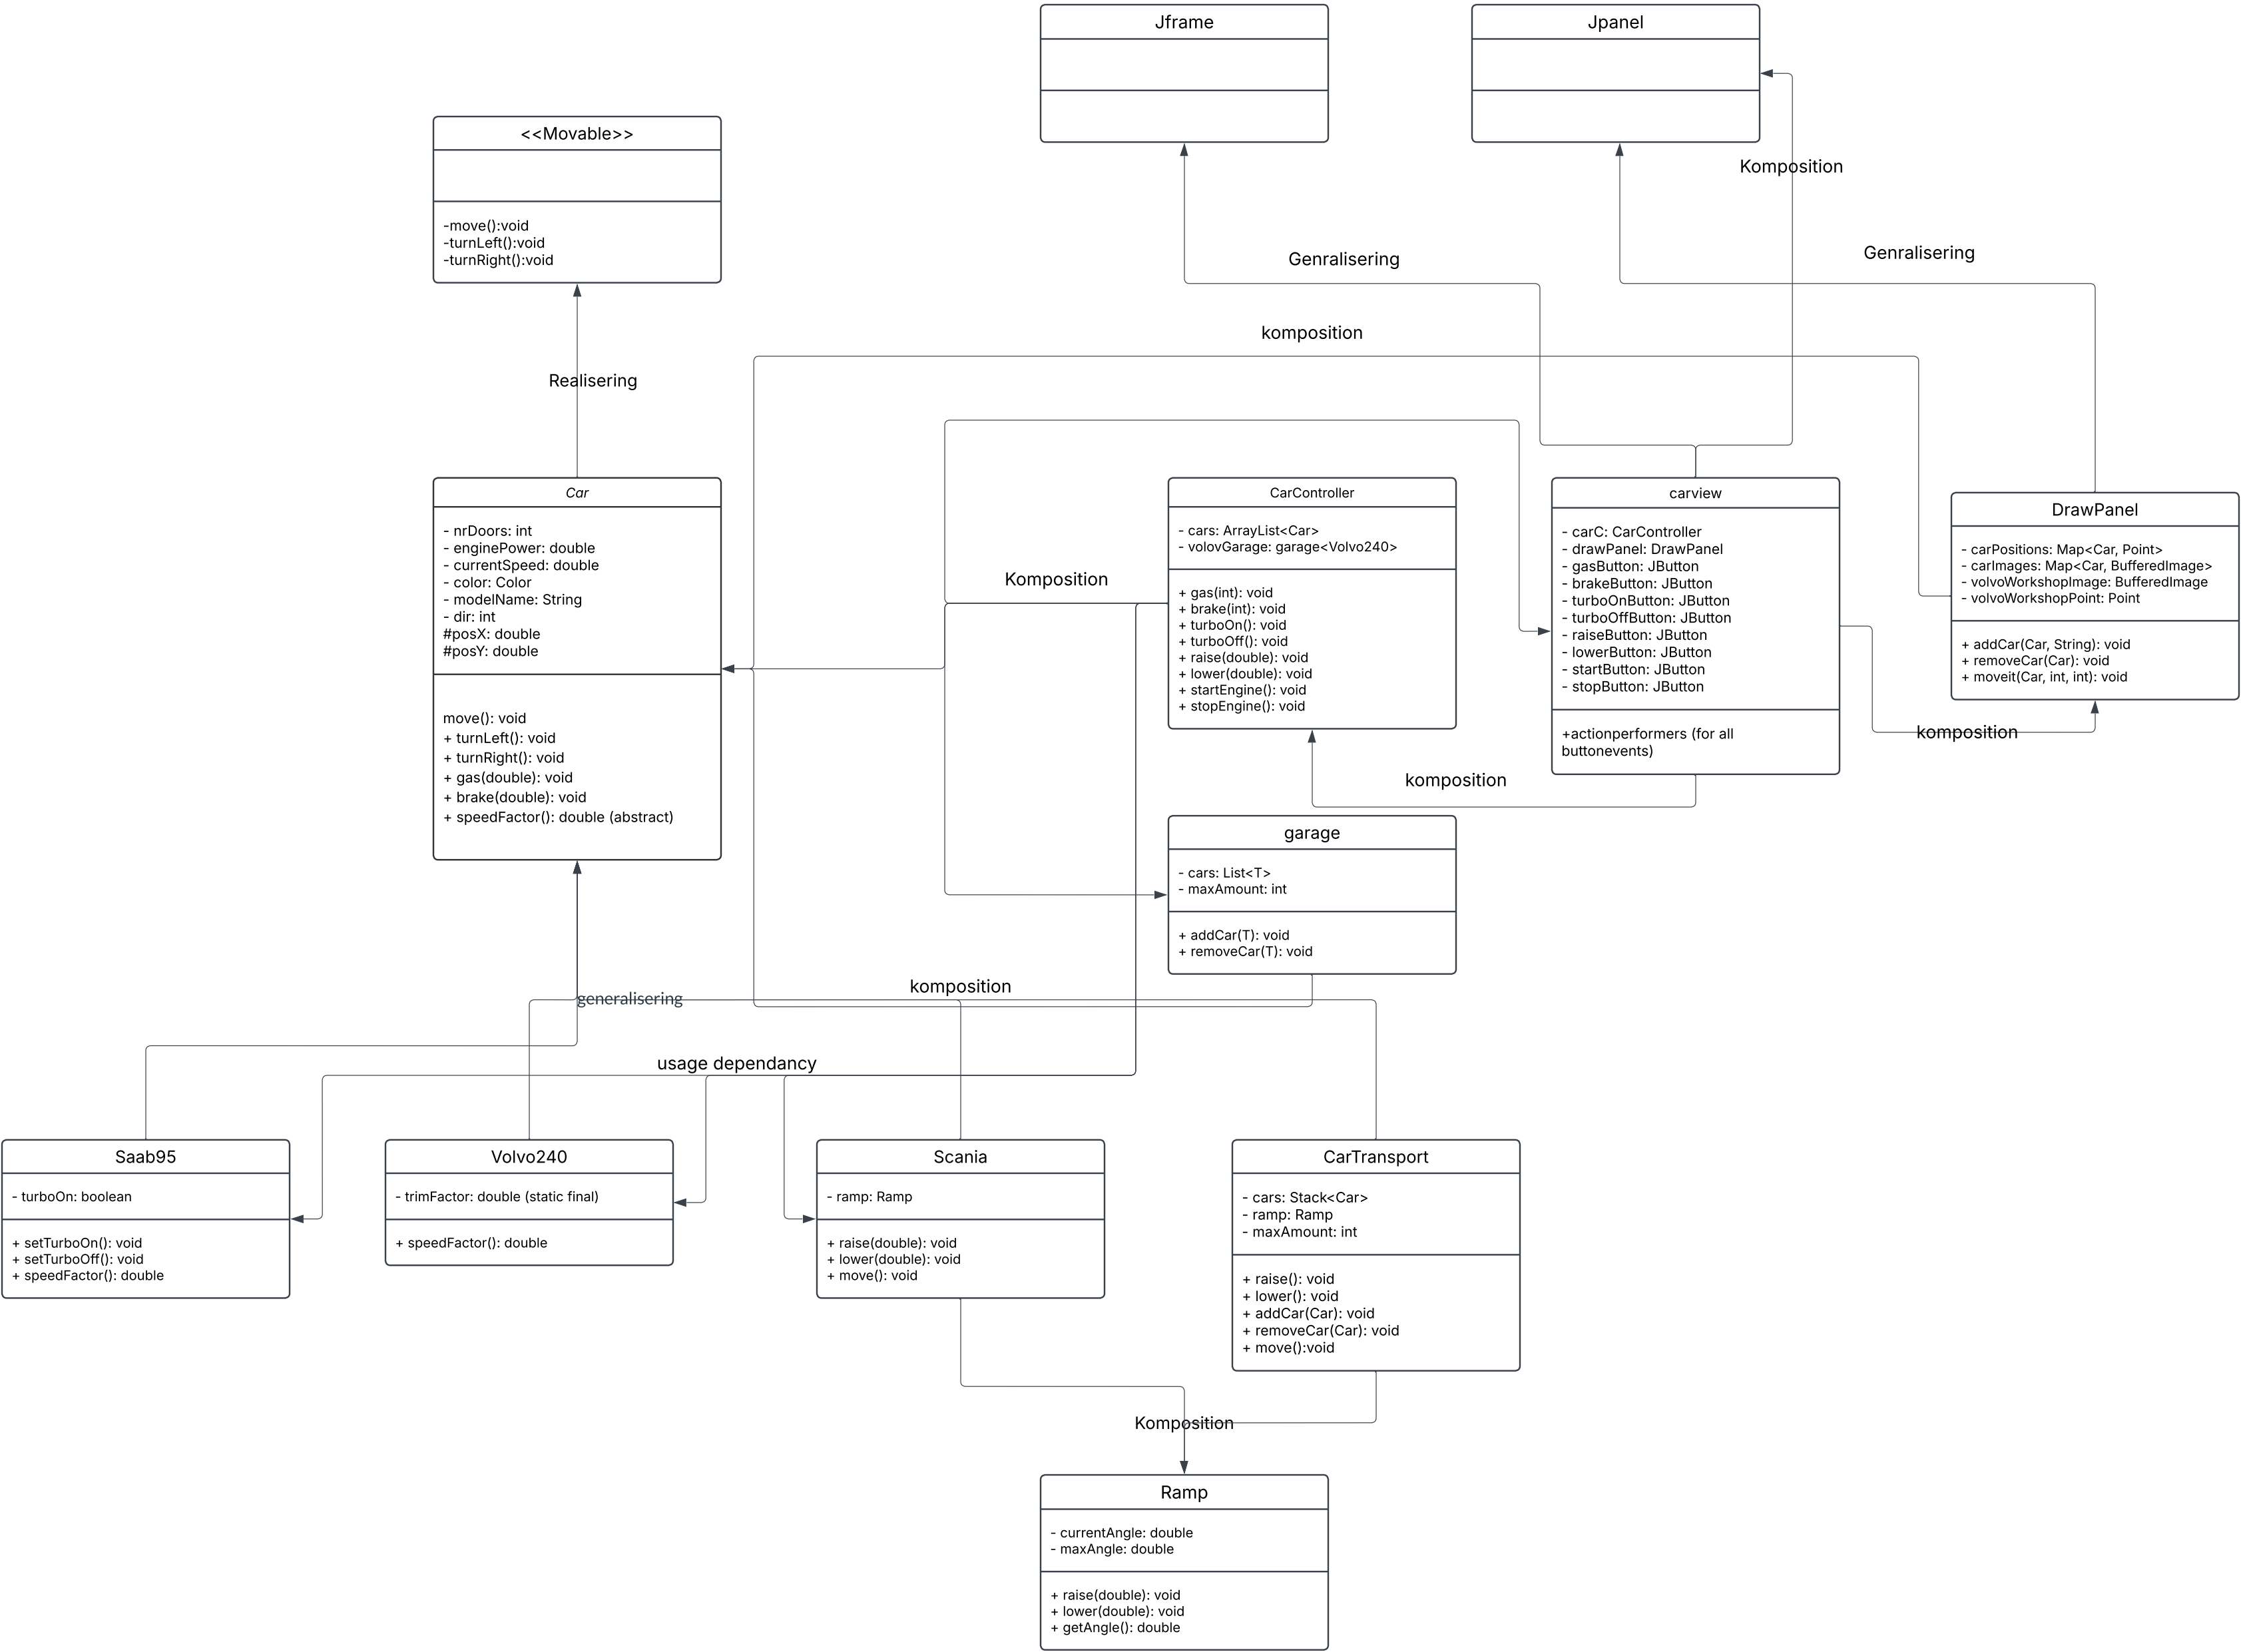 Jframe
Jpanel
<<Movable>>
-move():void
-turnLeft():void
-turnRight():void
Komposition
Genralisering
Genralisering
komposition
Realisering
Car
- nrDoors: int
- enginePower: double
- currentSpeed: double
- color: Color
- modelName: String
- dir: int
#posX: double
#posY: double
move(): void
+ turnLeft(): void
+ turnRight(): void
+ gas(double): void
+ brake(double): void
+ speedFactor(): double (abstract)
Komposition
CarController
- cars: ArrayList<Car>
- volovGarage: garage<Volvo240>
+ gas(int): void
+ brake(int): void
+ turboOn(): void
+ turboOff(): void
+ raise(double): void
+ lower(double): void
+ startEngine(): void
+ stopEngine(): void
carview
- carC: CarController
- drawPanel: DrawPanel
- gasButton: JButton
- brakeButton: JButton
- turboOnButton: JButton
- turboOffButton: JButton
- raiseButton: JButton
- lowerButton: JButton
- startButton: JButton
- stopButton: JButton
+actionperformers (for all
buttonevents)
DrawPanel
- carPositions: Map<Car, Point>
- carImages: Map<Car, BufferedImage>
- volvoWorkshopImage: BufferedImage
- volvoWorkshopPoint: Point
+ addCar(Car, String): void
+ removeCar(Car): void
+ moveit(Car, int, int): void
komposition
komposition
garage
- cars: List<T>
- maxAmount: int
+ addCar(T): void
+ removeCar(T): void
komposition
generalisering
usage dependancy
Saab95
- turboOn: boolean
+ setTurboOn(): void
+ setTurboOff(): void
+ speedFactor(): double
Volvo240
- trimFactor: double (static final)
+ speedFactor(): double
Scania
- ramp: Ramp
+ raise(double): void
+ lower(double): void
+ move(): void
CarTransport
- cars: Stack<Car>
- ramp: Ramp
- maxAmount: int
+ raise(): void
+ lower(): void
+ addCar(Car): void
+ removeCar(Car): void
+ move():void
Komposition
Ramp
- currentAngle: double
- maxAngle: double
+ raise(double): void
+ lower(double): void
+ getAngle(): double